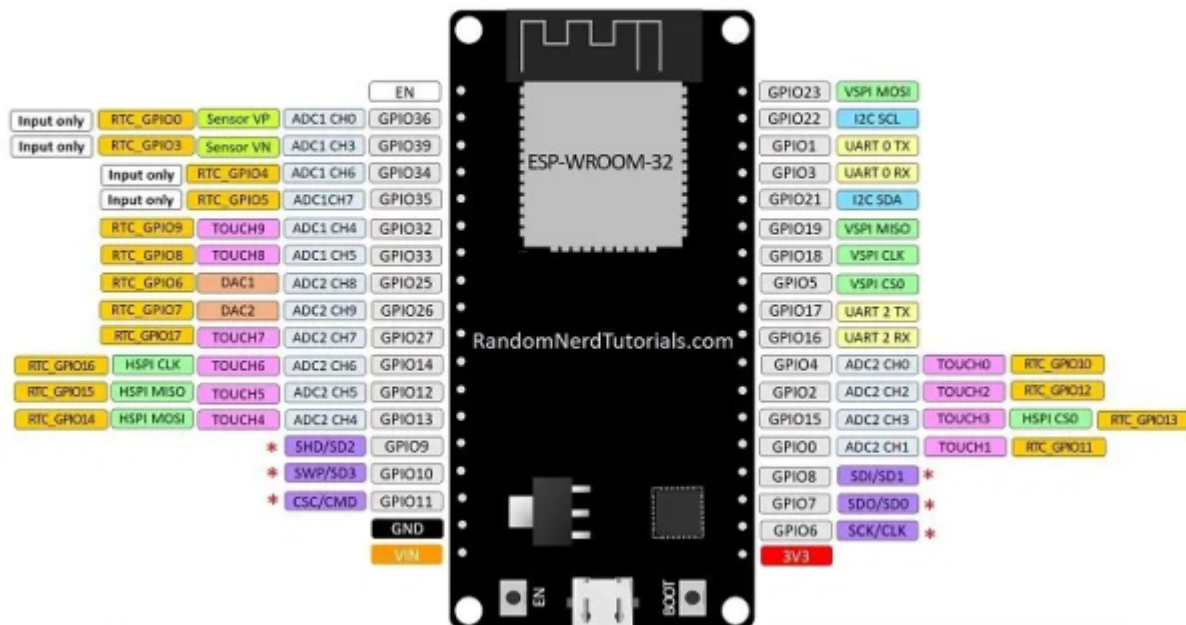 EN
Input only RTC_GPIO0 Sensor VP ADC1 CH0 GPIO36
Input only RTC_GPIO3 Sensor VN ADC1 CH3 GPIO39
Input only RTC_GPIO4 ADC1 CH6 GPIO34
Input only RTC_GPIO5 ADC1CH7 GPIO35
RTC_GPIO9 TOUCH9 ADC1 CH4 GPIO32
RTC_GPIO8 TOUCH8 ADC1 CH5 GPIO33
RTC_GPIO6 DAC1 ADC2 CH8 GPIO25
RTC_GPIO7 DAC2 ADC2 CH9 GPIO26
RTC_GPIO17 TOUCH7 ADC2 CH7 GPIO27
RTC_GPIO16 HSPI CLK TOUCH6 ADC2 CH6 GPIO14
RTC_GPIO15 HSPI MISO TOUCH5 ADC2 CH5 GPIO12
RTC_GPIO14 HSPI MOSI TOUCH4 ADC2 CH4 GPIO13
* SHD/SD2 GPIO9
* SWP/SD3 GPIO10
* CSC/CMD GPIO11
GND
VIN
ESP-WROOM-32
RandomNerdTutorials.com
EN
BOOT
GPIO23 VSPI MOSI
GPIO22 I2C SCL
GPIO1 UART 0 TX
GPIO3 UART 0 RX
GPIO21 I2C SDA
GPIO19 VSPI MISO
GPIO18 VSPI CLK
GPIO5 VSPI CS0
GPIO17 UART 2 TX
GPIO16 UART 2 RX
GPIO4 ADC2 CH0 TOUCH0 RTC_GPIO10
GPIO2 ADC2 CH2 TOUCH2 RTC_GPIO12
GPIO15 ADC2 CH3 TOUCH3 HSPI CS0 RTC_GPIO13
GPIO0 ADC2 CH1 TOUCH1 RTC_GPIO11
GPIO8 SDI/SD1 *
GPIO7 SDO/SD0 *
GPIO6 SCK/CLK *
3V3